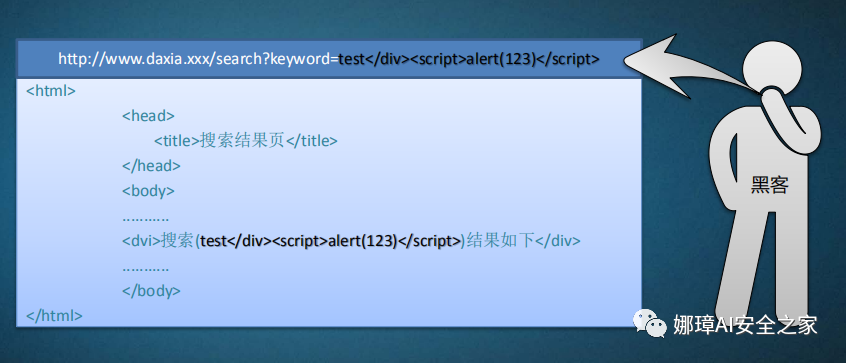 http://www.daxia.xxx/search?keyword=test</div><script>alert(123)</script>
<html>
<head>
<title>搜索结果页</title>
</head>
<body>
...........
<dvi>搜索(test</div><script>alert(123)</script>)结果如下</div>
...........
</body>
</html>
黑客
娜璋AI安全之家